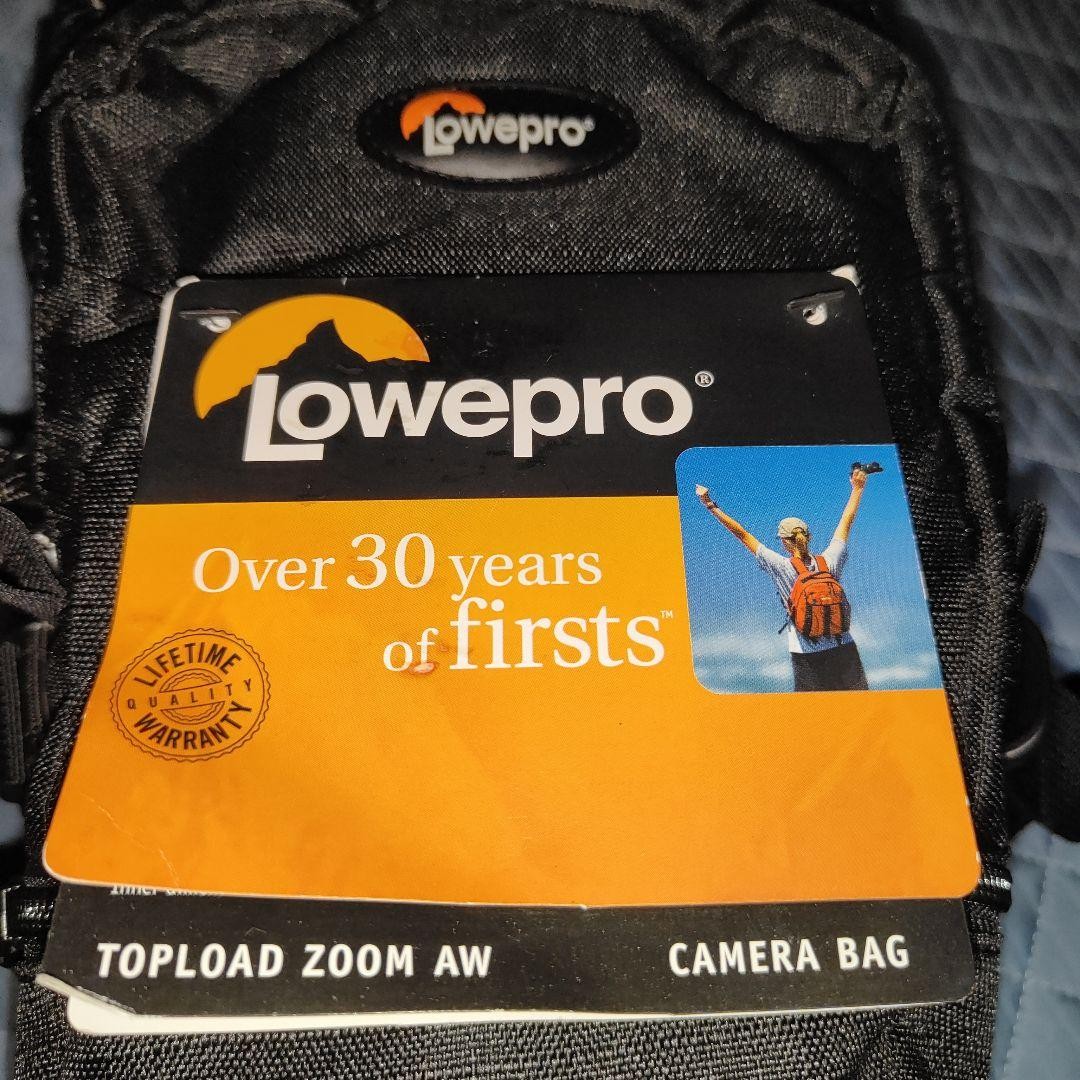 Lowepro®
Lowepro®
Over 30 years
of firsts™
LIFETIME
QUALITY
WARRANTY
TOPLOAD ZOOM AW
CAMERA BAG